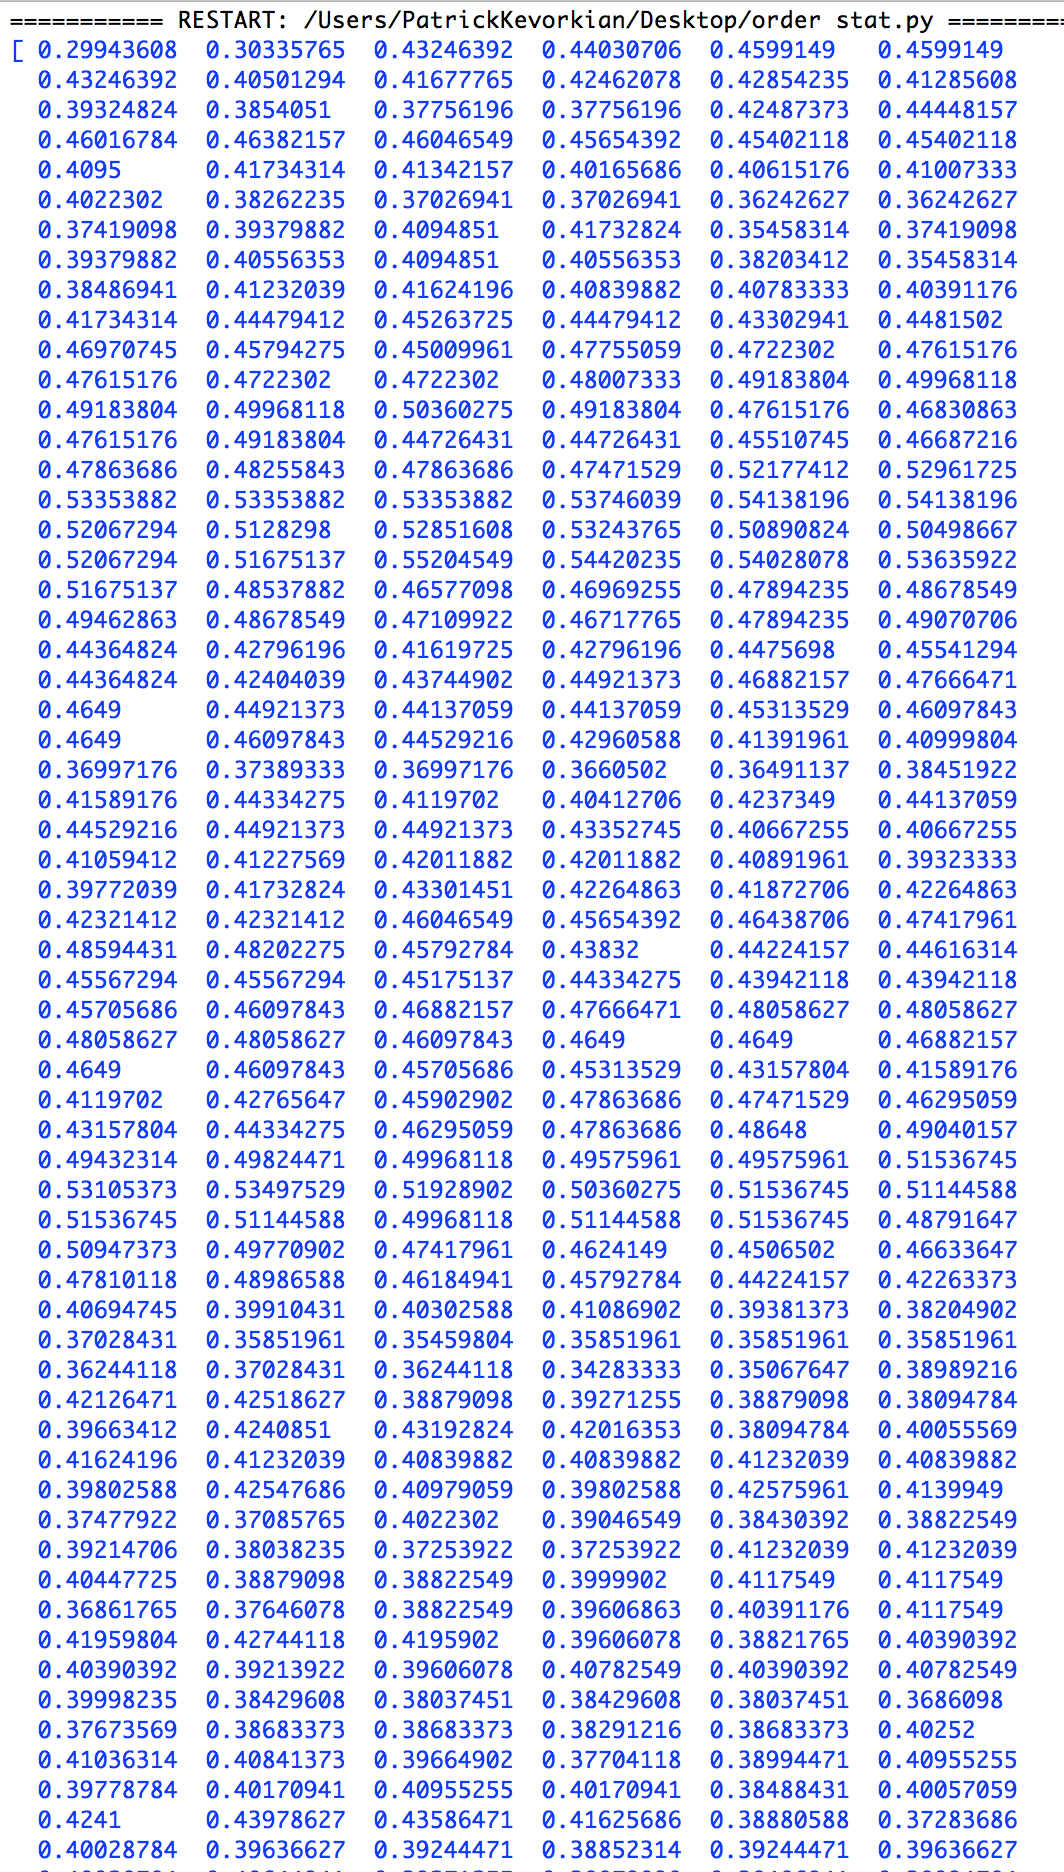 =========== RESTART: /Users/PatrickKevorkian/Desktop/order stat.py =========
[ 0.29943608 0.30335765 0.43246392 0.44030706 0.4599149 0.4599149
0.43246392 0.40501294 0.41677765 0.42462078 0.42854235 0.41285608
0.39324824 0.3854051 0.37756196 0.37756196 0.42487373 0.44448157
0.46016784 0.46382157 0.46046549 0.45654392 0.45402118 0.45402118
0.4095 0.41734314 0.41342157 0.40165686 0.40615176 0.41007333
0.4022302 0.38262235 0.37026941 0.37026941 0.36242627 0.36242627
0.37419098 0.39379882 0.4094851 0.41732824 0.35458314 0.37419098
0.39379882 0.40556353 0.4094851 0.40556353 0.38203412 0.35458314
0.38486941 0.41232039 0.41624196 0.40839882 0.40783333 0.40391176
0.41734314 0.44479412 0.45263725 0.44479412 0.43302941 0.4481502
0.46970745 0.45794275 0.45009961 0.47755059 0.4722302 0.47615176
0.47615176 0.4722302 0.4722302 0.48007333 0.49183804 0.49968118
0.49183804 0.49968118 0.50360275 0.49183804 0.47615176 0.46830863
0.47615176 0.49183804 0.44726431 0.44726431 0.45510745 0.46687216
0.47863686 0.48255843 0.47863686 0.47471529 0.52177412 0.52961725
0.53353882 0.53353882 0.53353882 0.53746039 0.54138196 0.54138196
0.52067294 0.5128298 0.52851608 0.53243765 0.50890824 0.50498667
0.52067294 0.51675137 0.55204549 0.54420235 0.54028078 0.53635922
0.51675137 0.48537882 0.46577098 0.46969255 0.47894235 0.48678549
0.49462863 0.48678549 0.47109922 0.46717765 0.47894235 0.49070706
0.44364824 0.42796196 0.41619725 0.42796196 0.4475698 0.45541294
0.44364824 0.42404039 0.43744902 0.44921373 0.46882157 0.47666471
0.4649 0.44921373 0.44137059 0.44137059 0.45313529 0.46097843
0.4649 0.46097843 0.44529216 0.42960588 0.41391961 0.40999804
0.36997176 0.37389333 0.36997176 0.3660502 0.36491137 0.38451922
0.41589176 0.44334275 0.4119702 0.40412706 0.4237349 0.44137059
0.44529216 0.44921373 0.44921373 0.43352745 0.40667255 0.40667255
0.41059412 0.41227569 0.42011882 0.42011882 0.40891961 0.39323333
0.39772039 0.41732824 0.43301451 0.42264863 0.41872706 0.42264863
0.42321412 0.42321412 0.46046549 0.45654392 0.46438706 0.47417961
0.48594431 0.48202275 0.45792784 0.43832 0.44224157 0.44616314
0.45567294 0.45567294 0.45175137 0.44334275 0.43942118 0.43942118
0.45705686 0.46097843 0.46882157 0.47666471 0.48058627 0.48058627
0.48058627 0.48058627 0.46097843 0.4649 0.4649 0.46882157
0.4649 0.46097843 0.45705686 0.45313529 0.43157804 0.41589176
0.4119702 0.42765647 0.45902902 0.47863686 0.47471529 0.46295059
0.43157804 0.44334275 0.46295059 0.47863686 0.48648 0.49040157
0.49432314 0.49824471 0.49968118 0.49575961 0.49575961 0.51536745
0.53105373 0.53497529 0.51928902 0.50360275 0.51536745 0.51144588
0.51536745 0.51144588 0.49968118 0.51144588 0.51536745 0.48791647
0.50947373 0.49770902 0.47417961 0.4624149 0.4506502 0.46633647
0.47810118 0.48986588 0.46184941 0.45792784 0.44224157 0.42263373
0.40694745 0.39910431 0.40302588 0.41086902 0.39381373 0.38204902
0.37028431 0.35851961 0.35459804 0.35851961 0.35851961 0.35851961
0.36244118 0.37028431 0.36244118 0.34283333 0.35067647 0.38989216
0.42126471 0.42518627 0.38879098 0.39271255 0.38879098 0.38094784
0.39663412 0.4240851 0.43192824 0.42016353 0.38094784 0.40055569
0.41624196 0.41232039 0.40839882 0.40839882 0.41232039 0.40839882
0.39802588 0.42547686 0.40979059 0.39802588 0.42575961 0.4139949
0.37477922 0.37085765 0.4022302 0.39046549 0.38430392 0.38822549
0.39214706 0.38038235 0.37253922 0.37253922 0.41232039 0.41232039
0.40447725 0.38879098 0.38822549 0.3999902 0.4117549 0.4117549
0.36861765 0.37646078 0.38822549 0.39606863 0.40391176 0.4117549
0.41959804 0.42744118 0.4195902 0.39606078 0.38821765 0.40390392
0.40390392 0.39213922 0.39606078 0.40782549 0.40390392 0.40782549
0.39998235 0.38429608 0.38037451 0.38429608 0.38037451 0.3686098
0.37673569 0.38683373 0.38683373 0.38291216 0.38683373 0.40252
0.41036314 0.40841373 0.39664902 0.37704118 0.38994471 0.40955255
0.39778784 0.40170941 0.40955255 0.40170941 0.38488431 0.40057059
0.4241 0.43978627 0.43586471 0.41625686 0.38880588 0.37283686
0.40028784 0.39636627 0.39244471 0.38852314 0.39244471 0.39636627